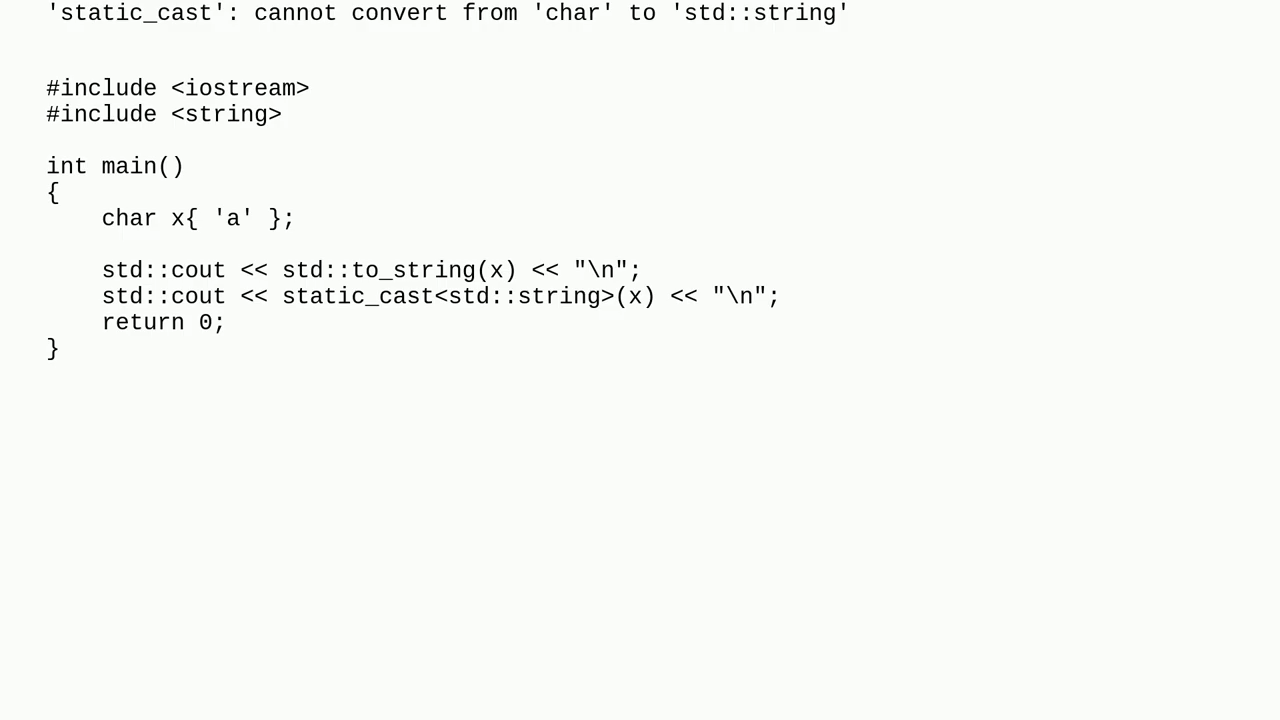 'static_cast': cannot convert from 'char' to 'std::string'
#include <iostream>
#include <string>
int main()
{
    char x{ 'a' };
    std::cout << std::to_string(x) << "\n";
    std::cout << static_cast<std::string>(x) << "\n";
    return 0;
}